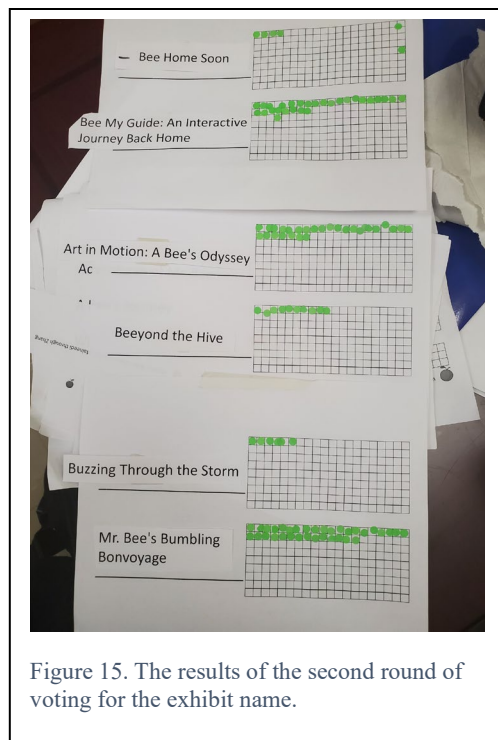 Bee Home Soon
Bee My Guide: An Interactive
Journey Back Home
Art in Motion: A Bee's Odyssey
Ac
Beeyond the Hive
Buzzing Through the Storm
Mr. Bee's Bumbling
Bonvoyage
Figure 15. The results of the second round of
voting for the exhibit name.